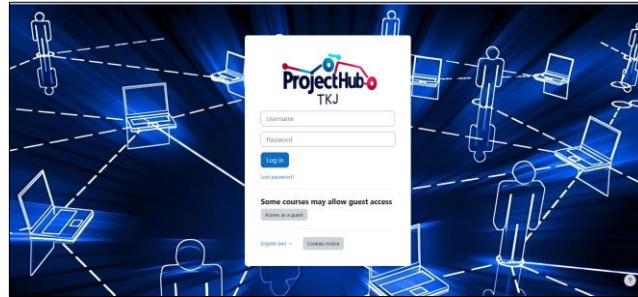 ProjectHub
TKJ
Username
Password
Log in
Lost password?
Some courses may allow guest access
Access as a guest
English (en)
Cookies notice